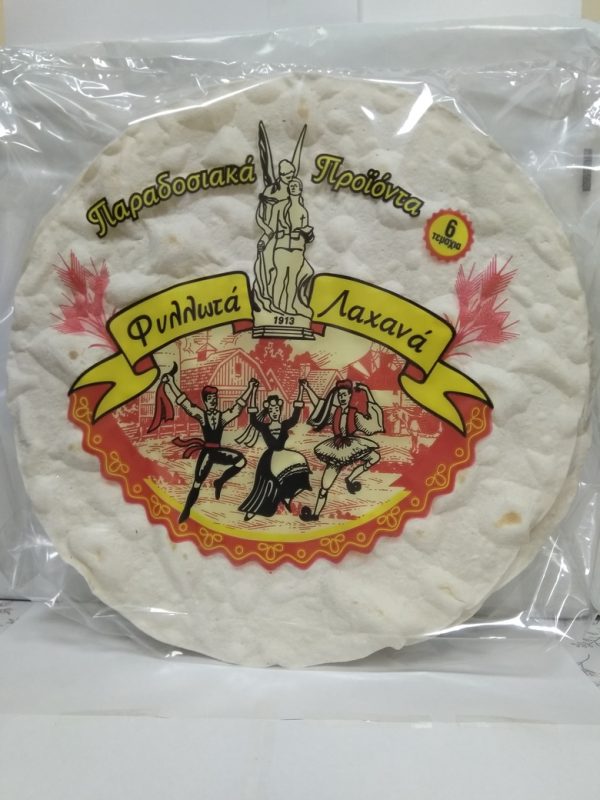 Παραδοσιακά Προϊόντα
6
τεμάχια
Φυλλωτά Λαχανά
1913